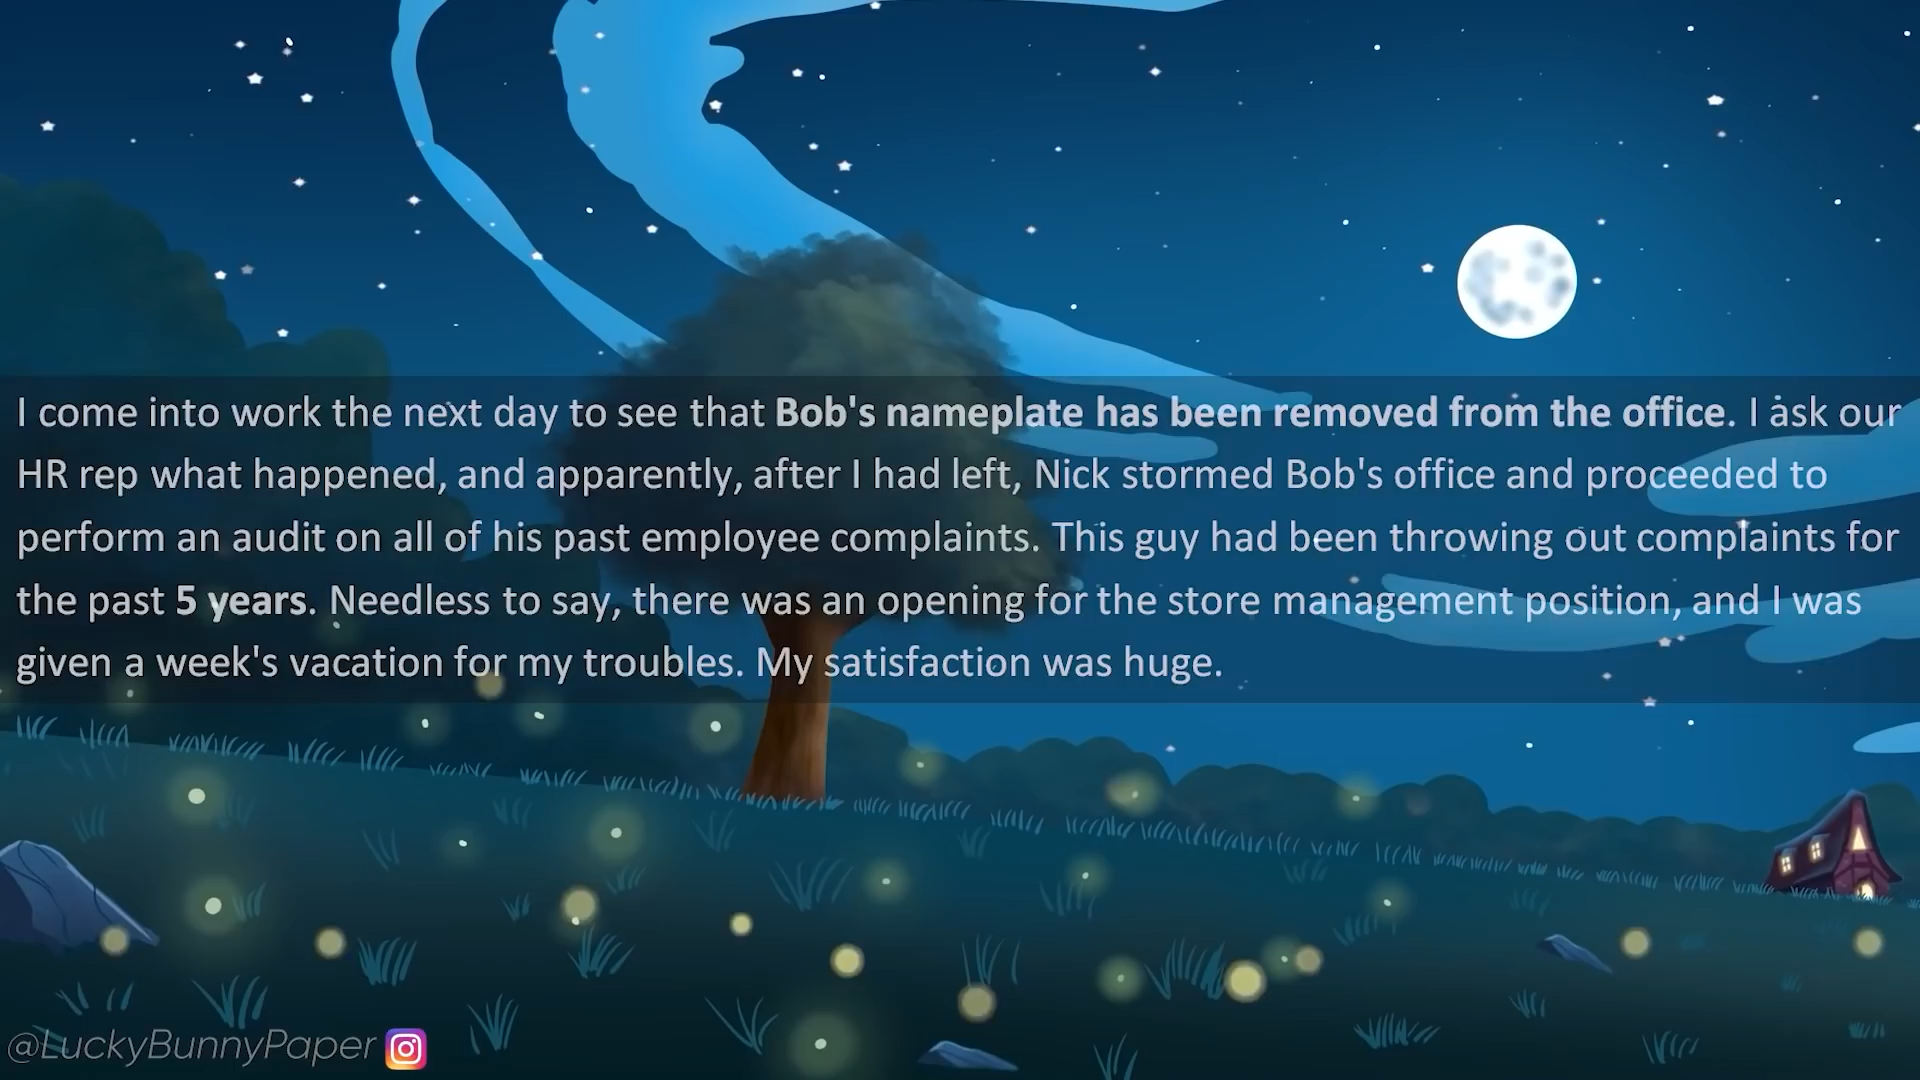 I come into work the next day to see that Bob's nameplate has been removed from the office. I ask our
HR rep what happened, and apparently, after I had left, Nick stormed Bob's office and proceeded to
perform an audit on all of his past employee complaints. This guy had been throwing out complaints for
the past 5 years. Needless to say, there was an opening for the store management position, and I was
given a week's vacation for my troubles. My satisfaction was huge.
@LuckyBunnyPaper